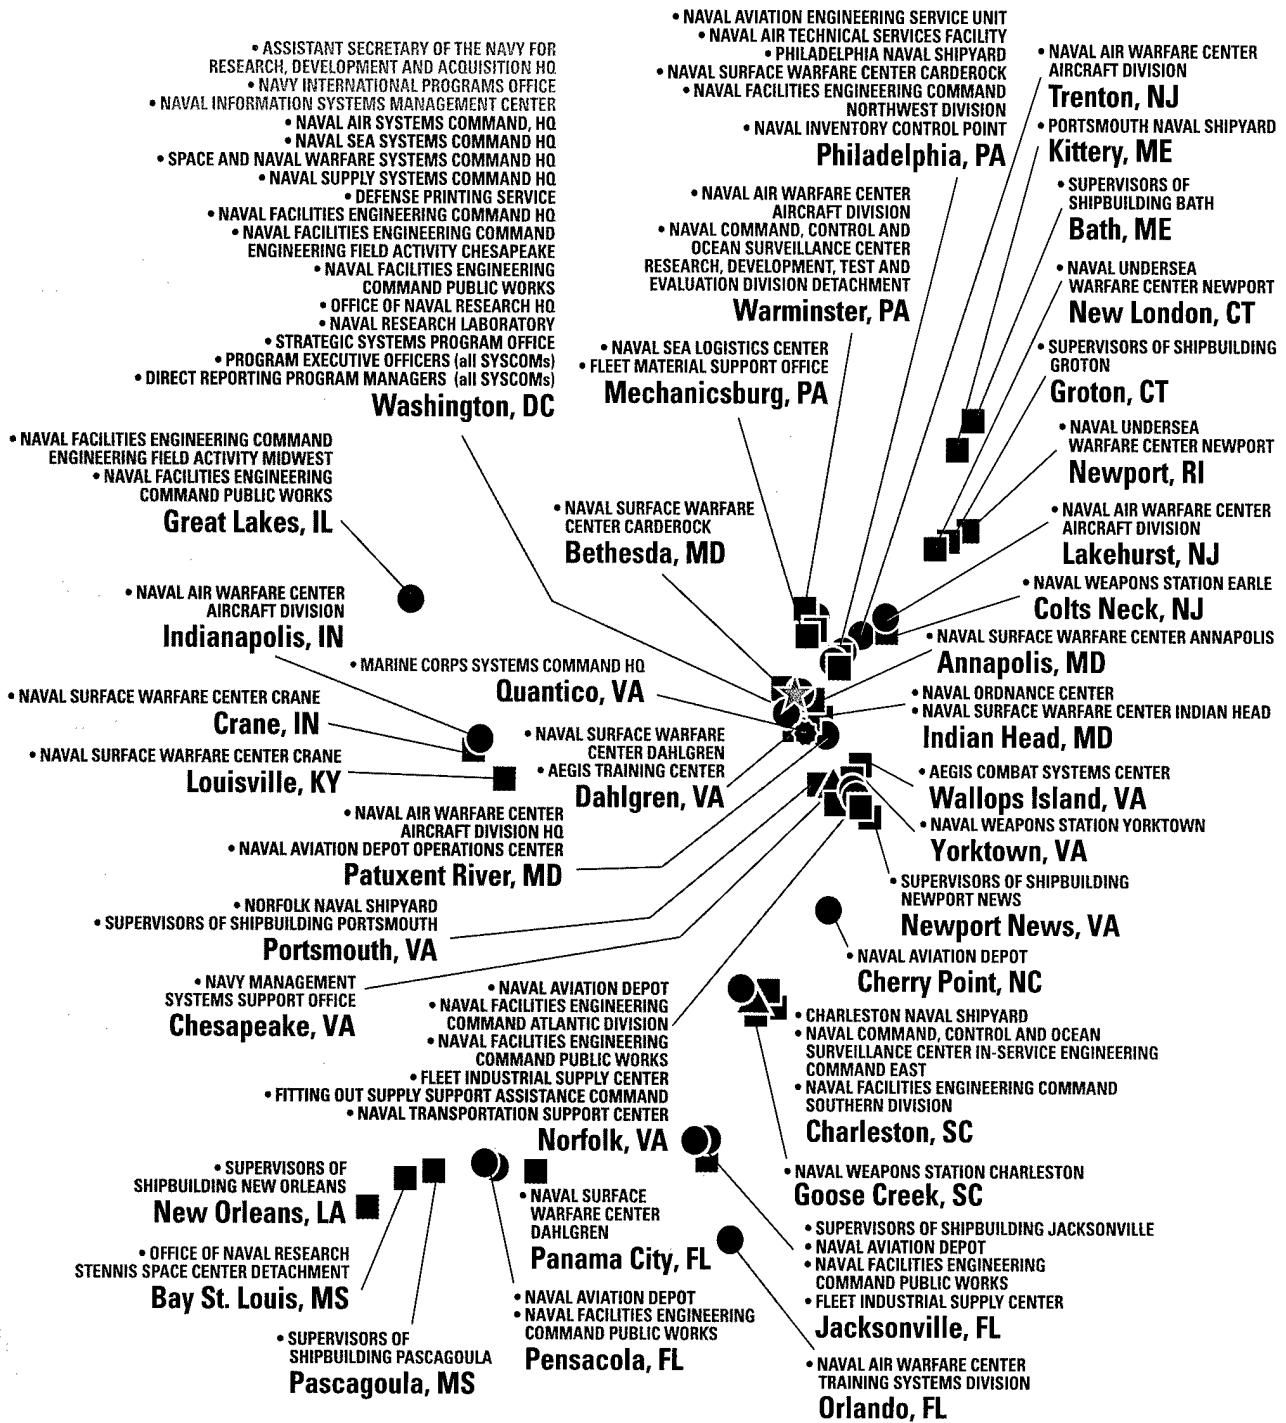 • ASSISTANT SECRETARY OF THE NAVY FOR
RESEARCH, DEVELOPMENT AND ACQUISITION HQ
• NAVY INTERNATIONAL PROGRAMS OFFICE
• NAVAL INFORMATION SYSTEMS MANAGEMENT CENTER
• NAVAL AIR SYSTEMS COMMAND, HQ
• NAVAL SEA SYSTEMS COMMAND HQ
• SPACE AND NAVAL WARFARE SYSTEMS COMMAND HQ
• NAVAL SUPPLY SYSTEMS COMMAND HQ
• DEFENSE PRINTING SERVICE
• NAVAL FACILITIES ENGINEERING COMMAND HQ
• NAVAL FACILITIES ENGINEERING COMMAND
ENGINEERING FIELD ACTIVITY CHESAPEAKE
• NAVAL FACILITIES ENGINEERING
COMMAND PUBLIC WORKS
• OFFICE OF NAVAL RESEARCH HQ
• NAVAL RESEARCH LABORATORY
• STRATEGIC SYSTEMS PROGRAM OFFICE
• PROGRAM EXECUTIVE OFFICERS (all SYSCOMs)
• DIRECT REPORTING PROGRAM MANAGERS (all SYSCOMs)
Washington, DC
• NAVAL AVIATION ENGINEERING SERVICE UNIT
• NAVAL AIR TECHNICAL SERVICES FACILITY
• PHILADELPHIA NAVAL SHIPYARD
• NAVAL SURFACE WARFARE CENTER CARDEROCK
• NAVAL FACILITIES ENGINEERING COMMAND
NORTHWEST DIVISION
• NAVAL INVENTORY CONTROL POINT
Philadelphia, PA
• NAVAL AIR WARFARE CENTER
AIRCRAFT DIVISION
Trenton, NJ
• PORTSMOUTH NAVAL SHIPYARD
Kittery, ME
• SUPERVISORS OF
SHIPBUILDING BATH
Bath, ME
• NAVAL AIR WARFARE CENTER
AIRCRAFT DIVISION
• NAVAL COMMAND, CONTROL AND
OCEAN SURVEILLANCE CENTER
RESEARCH, DEVELOPMENT, TEST AND
EVALUATION DIVISION DETACHMENT
Warminster, PA
• NAVAL UNDERSEA
WARFARE CENTER NEWPORT
New London, CT
• NAVAL SEA LOGISTICS CENTER
• FLEET MATERIAL SUPPORT OFFICE
Mechanicsburg, PA
• SUPERVISORS OF SHIPBUILDING
GROTON
Groton, CT
• NAVAL UNDERSEA
WARFARE CENTER NEWPORT
Newport, RI
• NAVAL FACILITIES ENGINEERING COMMAND
ENGINEERING FIELD ACTIVITY MIDWEST
• NAVAL FACILITIES ENGINEERING
COMMAND PUBLIC WORKS
Great Lakes, IL
• NAVAL SURFACE WARFARE
CENTER CARDEROCK
Bethesda, MD
• NAVAL AIR WARFARE CENTER
AIRCRAFT DIVISION
Lakehurst, NJ
• NAVAL WEAPONS STATION EARLE
Colts Neck, NJ
• NAVAL AIR WARFARE CENTER
AIRCRAFT DIVISION
Indianapolis, IN
• NAVAL SURFACE WARFARE CENTER ANNAPOLIS
Annapolis, MD
• MARINE CORPS SYSTEMS COMMAND HQ
Quantico, VA
• NAVAL ORDNANCE CENTER
• NAVAL SURFACE WARFARE CENTER INDIAN HEAD
Indian Head, MD
• NAVAL SURFACE WARFARE CENTER CRANE
Crane, IN
• NAVAL SURFACE WARFARE CENTER CRANE
Louisville, KY
• NAVAL SURFACE WARFARE
CENTER DAHLGREN
• AEGIS TRAINING CENTER
Dahlgren, VA
• AEGIS COMBAT SYSTEMS CENTER
Wallops Island, VA
• NAVAL AIR WARFARE CENTER
AIRCRAFT DIVISION HQ
• NAVAL AVIATION DEPOT OPERATIONS CENTER
Patuxent River, MD
• NAVAL WEAPONS STATION YORKTOWN
Yorktown, VA
• SUPERVISORS OF SHIPBUILDING
NEWPORT NEWS
Newport News, VA
• NORFOLK NAVAL SHIPYARD
• SUPERVISORS OF SHIPBUILDING PORTSMOUTH
Portsmouth, VA
• NAVAL AVIATION DEPOT
Cherry Point, NC
• NAVY MANAGEMENT
SYSTEMS SUPPORT OFFICE
Chesapeake, VA
• NAVAL AVIATION DEPOT
• NAVAL FACILITIES ENGINEERING
COMMAND ATLANTIC DIVISION
• NAVAL FACILITIES ENGINEERING
COMMAND PUBLIC WORKS
• FLEET INDUSTRIAL SUPPLY CENTER
• FITTING OUT SUPPLY SUPPORT ASSISTANCE COMMAND
• NAVAL TRANSPORTATION SUPPORT CENTER
Norfolk, VA
• CHARLESTON NAVAL SHIPYARD
• NAVAL COMMAND, CONTROL AND OCEAN
SURVEILLANCE CENTER IN-SERVICE ENGINEERING
COMMAND EAST
• NAVAL FACILITIES ENGINEERING COMMAND
SOUTHERN DIVISION
Charleston, SC
• NAVAL WEAPONS STATION CHARLESTON
Goose Creek, SC
• SUPERVISORS OF
SHIPBUILDING NEW ORLEANS
New Orleans, LA
• NAVAL SURFACE
WARFARE CENTER
DAHLGREN
Panama City, FL
• SUPERVISORS OF SHIPBUILDING JACKSONVILLE
• NAVAL AVIATION DEPOT
• NAVAL FACILITIES ENGINEERING
COMMAND PUBLIC WORKS
• FLEET INDUSTRIAL SUPPLY CENTER
Jacksonville, FL
• OFFICE OF NAVAL RESEARCH
STENNIS SPACE CENTER DETACHMENT
Bay St. Louis, MS
• NAVAL AVIATION DEPOT
• NAVAL FACILITIES ENGINEERING
COMMAND PUBLIC WORKS
Pensacola, FL
• SUPERVISORS OF
SHIPBUILDING PASCAGOULA
Pascagoula, MS
• NAVAL AIR WARFARE CENTER
TRAINING SYSTEMS DIVISION
Orlando, FL